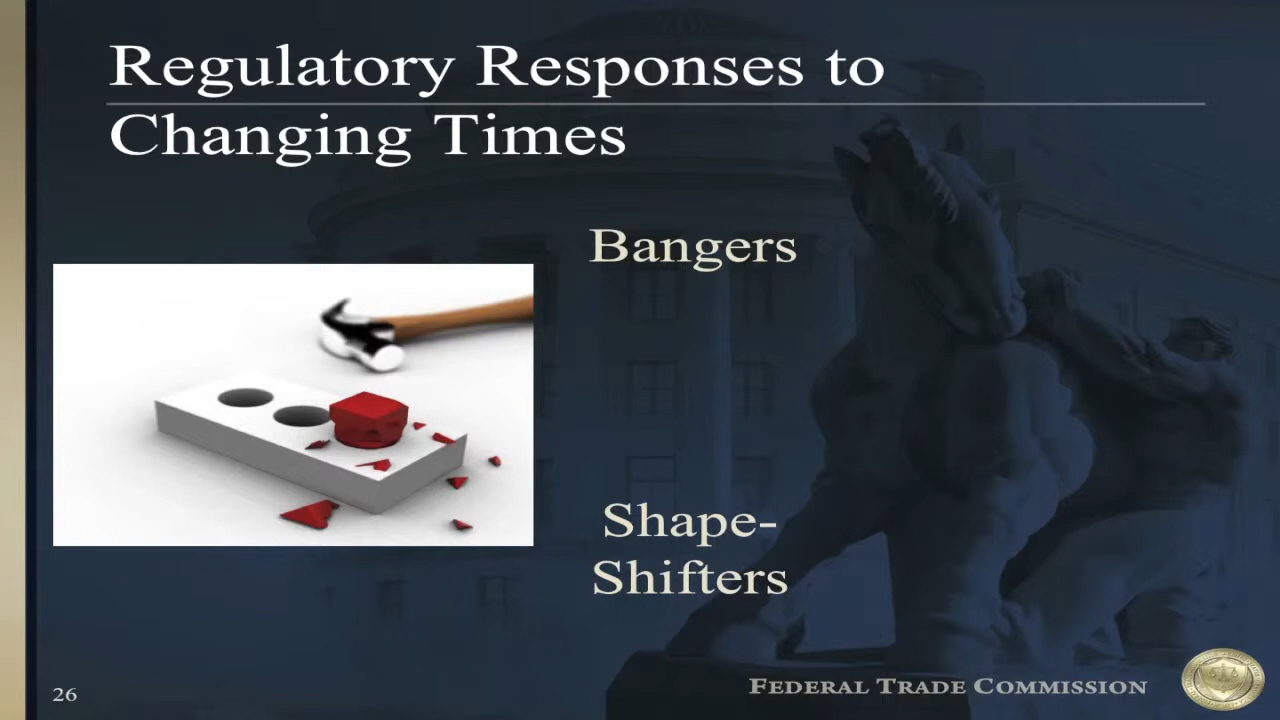 Regulatory Responses to
Changing Times
Bangers
Shape-
Shifters
26
FEDERAL TRADE COMMISSION